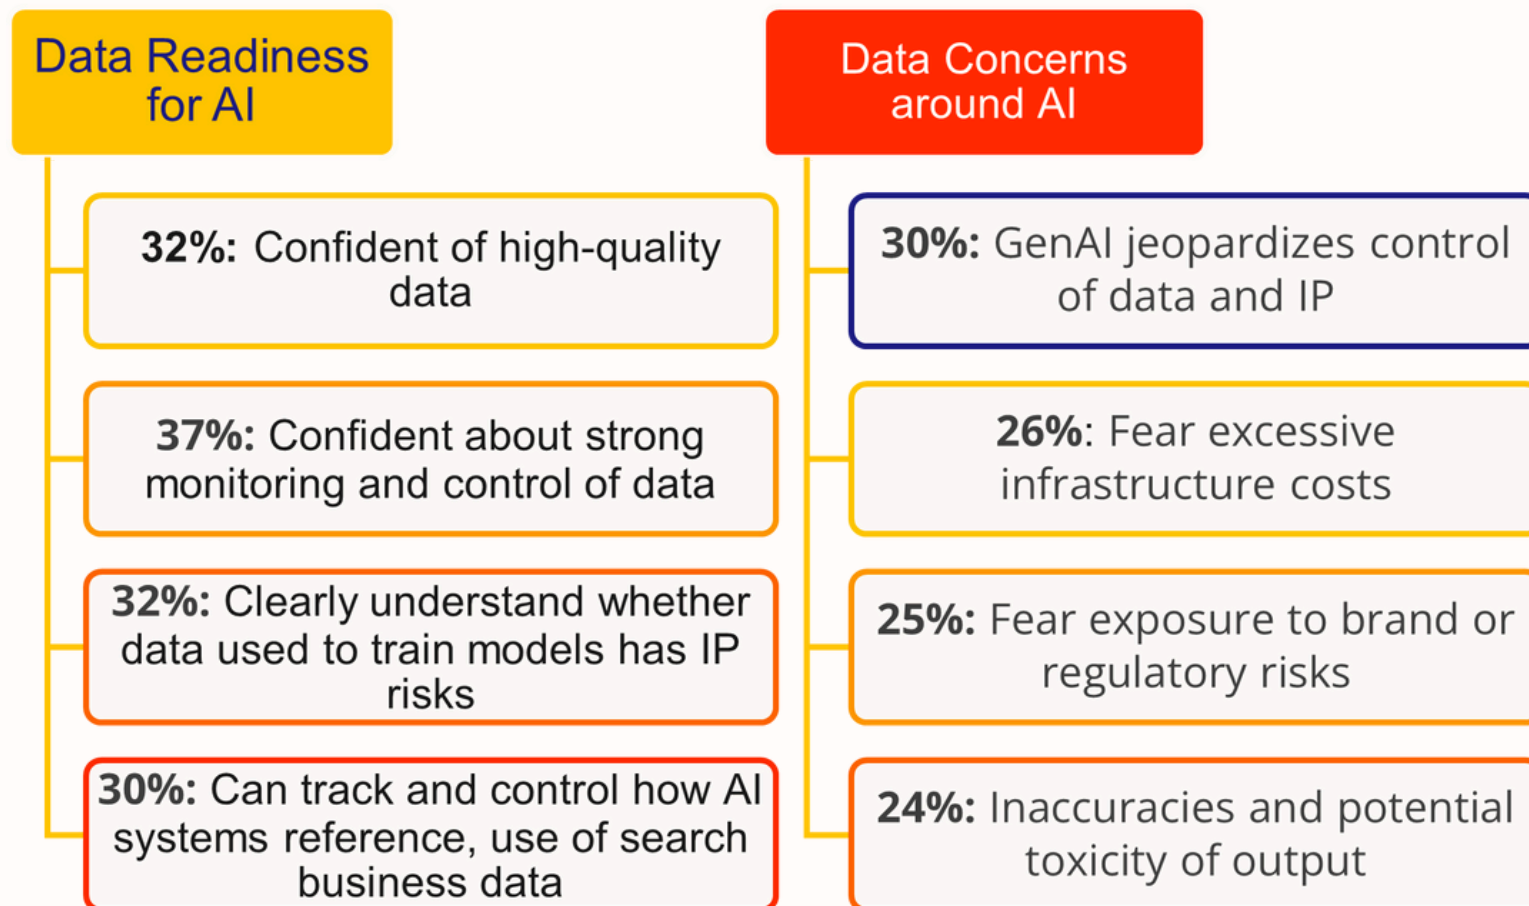 Data Readiness
for AI
32%: Confident of high-quality
data
37%: Confident about strong
monitoring and control of data
32%: Clearly understand whether
data used to train models has IP
risks
30%: Can track and control how AI
systems reference, use of search
business data
Data Concerns
around AI
30%: GenAI jeopardizes control
of data and IP
26%: Fear excessive
infrastructure costs
25%: Fear exposure to brand or
regulatory risks
24%: Inaccuracies and potential
toxicity of output